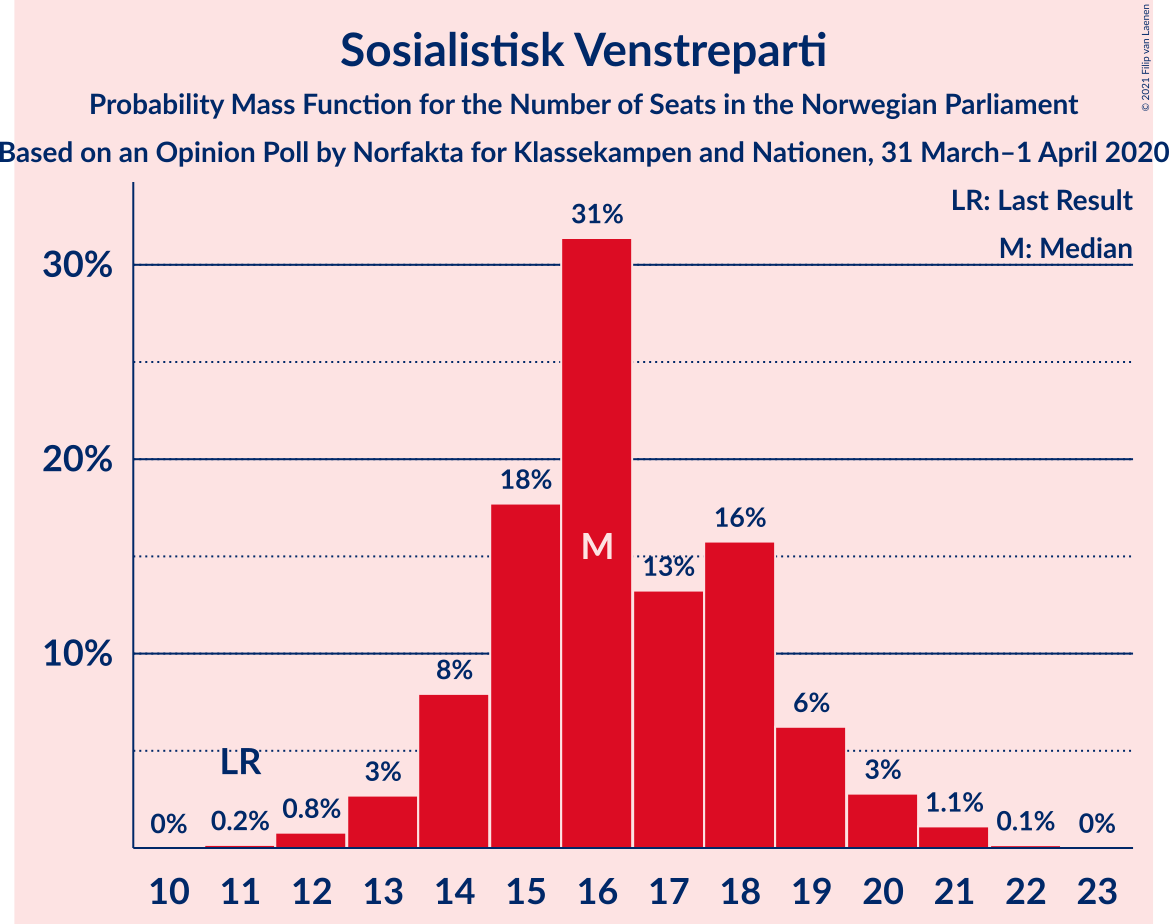 Sosialistisk Venstreparti
Probability Mass Function for the Number of Seats in the Norwegian Parliament
Based on an Opinion Poll by Norfakta for Klassekampen and Nationen, 31 March–1 April 2020
© 2021 Filip van Laenen
LR: Last Result
M: Median
30%
20%
10%
0%
0.2%
0.8%
3%
8%
18%
31%
13%
16%
6%
3%
1.1%
0.1%
0%
LR
M
10 11 12 13 14 15 16 17 18 19 20 21 22 23